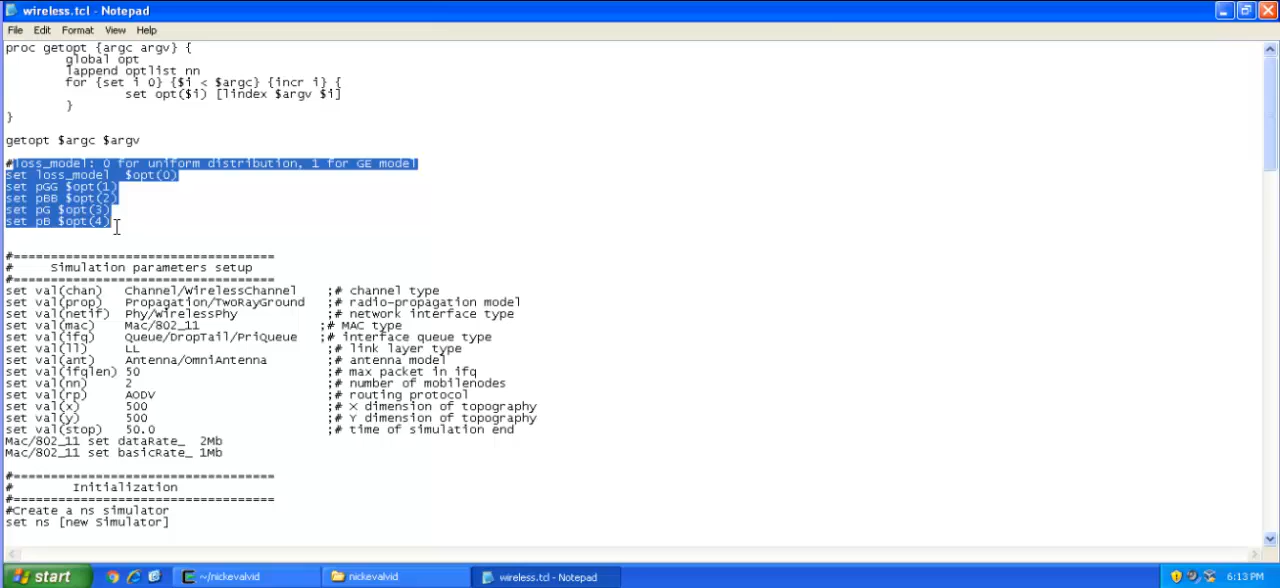 wireless.tcl - Notepad
File Edit Format View Help
proc getopt {argc argv} {
global opt
lappend optlist nn
for {set i 0} {$i < $argc} {incr i} {
set opt($i) [lindex $argv $i]
}
}
getopt $argc $argv
#loss_model: 0 for uniform distribution, 1 for GE model
set loss_model $opt(0)
set pGG $opt(1)
set pBB $opt(2)
set pG $opt(3)
set pB $opt(4)
#===================================
# Simulation parameters setup
#===================================
set val(chan) Channel/WirelessChannel ;# channel type
set val(prop) Propagation/TwoRayGround ;# radio-propagation model
set val(netif) Phy/WirelessPhy ;# network interface type
set val(mac) Mac/802_11 ;# MAC type
set val(ifq) Queue/DropTail/PriQueue ;# interface queue type
set val(ll) LL ;# link layer type
set val(ant) Antenna/OmniAntenna ;# antenna model
set val(ifqlen) 50 ;# max packet in ifq
set val(nn) 2 ;# number of mobilenodes
set val(rp) AODV ;# routing protocol
set val(x) 500 ;# X dimension of topography
set val(y) 500 ;# Y dimension of topography
set val(stop) 50.0 ;# time of simulation end
Mac/802_11 set dataRate_ 2Mb
Mac/802_11 set basicRate_ 1Mb
#===================================
# Initialization
#===================================
#Create a ns simulator
set ns [new Simulator]
start ~/nickevalvid nickevalvid wireless.tcl - Notepad 6:13 PM